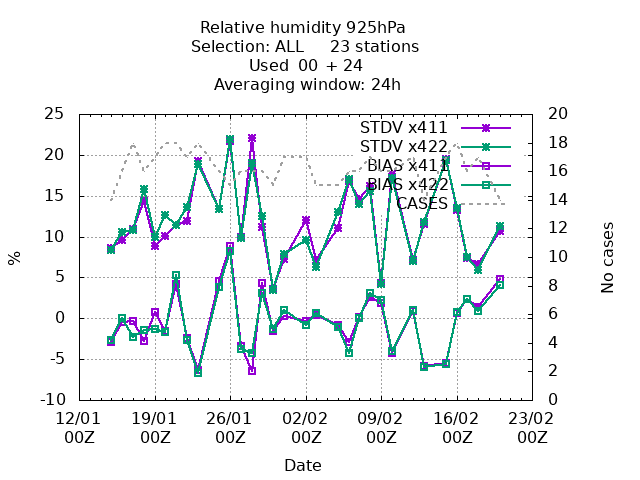 Relative humidity 925hPa
Selection: ALL 23 stations
Used 00 + 24
Averaging window: 24h
25 20
STDV x411
18
STDV x422
20
16
BIAS x411
BIAS x422
15
14
CASES
12
10
%
No cases
10
5
8
6
0
4
-5
2
-10 0
12/01 19/01 26/01 02/02 09/02 16/02 23/02
00Z 00Z 00Z 00Z 00Z 00Z 00Z
Date